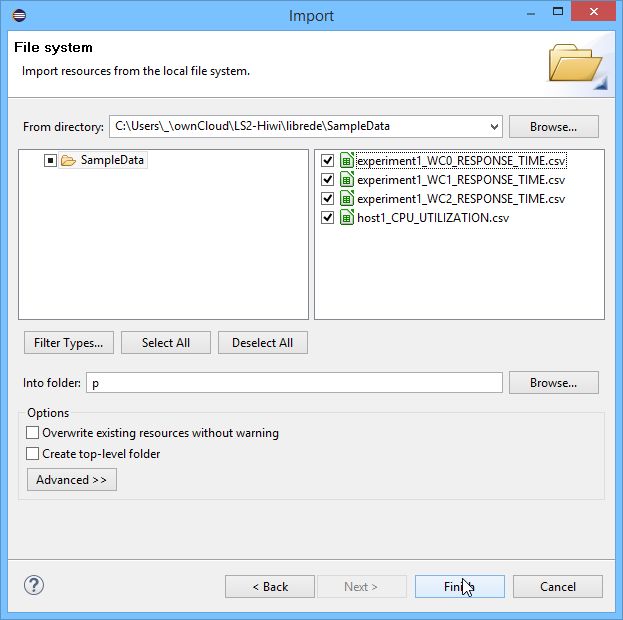 Import
File system
Import resources from the local file system.
From directory: C:\Users\_\ownCloud\LS2-Hiwi\librede\SampleData Browse...
SampleData
experiment1_WC0_RESPONSE_TIME.csv
experiment1_WC1_RESPONSE_TIME.csv
experiment1_WC2_RESPONSE_TIME.csv
host1_CPU_UTILIZATION.csv
Filter Types... Select All Deselect All
Into folder: p Browse...
Options
Overwrite existing resources without warning
Create top-level folder
Advanced >>
? < Back Next > Finish Cancel